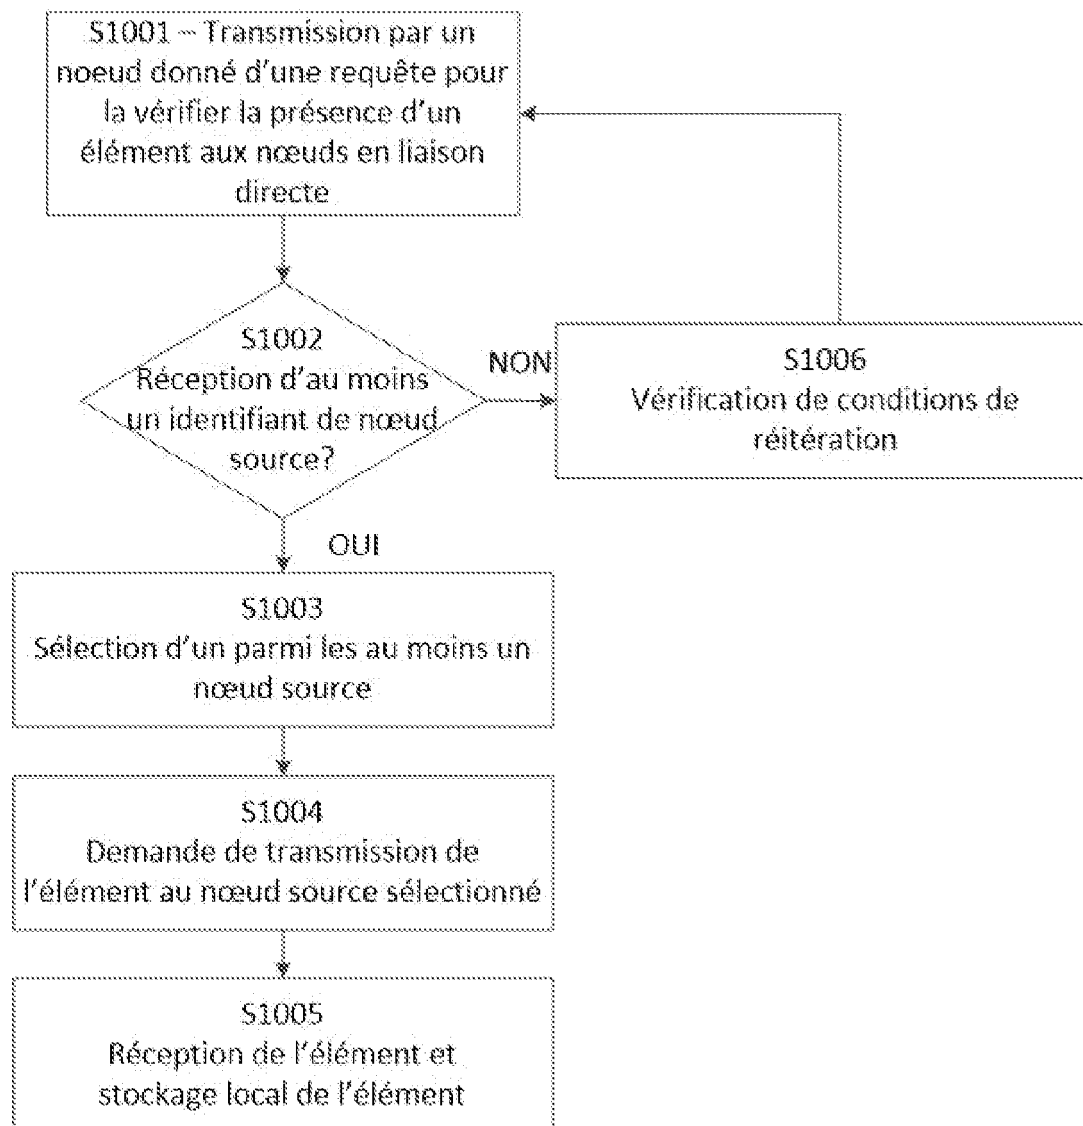 S1001 – Transmission par un
noeud donné d'une requête pour
la vérifier la présence d'un
élément aux nœuds en liaison
directe
S1002
Réception d'au moins
un identifiant de nœud
source?
NON
S1006
Vérification de conditions de
réitération
OUI
S1003
Sélection d'un parmi les au moins un
nœud source
S1004
Demande de transmission de
l'élément au nœud source sélectionné
S1005
Réception de l'élément et
stockage local de l'élément